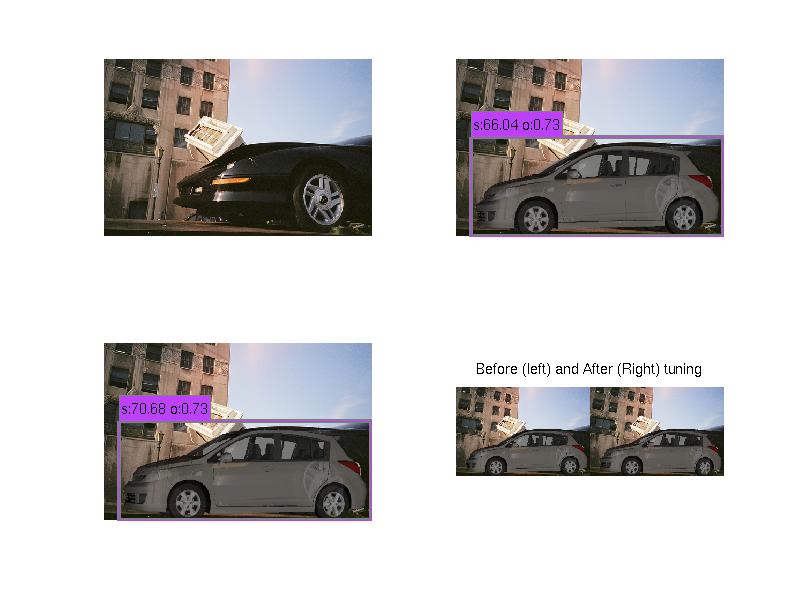 s:66.04 o:0.73
s:70.68 o:0.73
Before (left) and After (Right) tuning